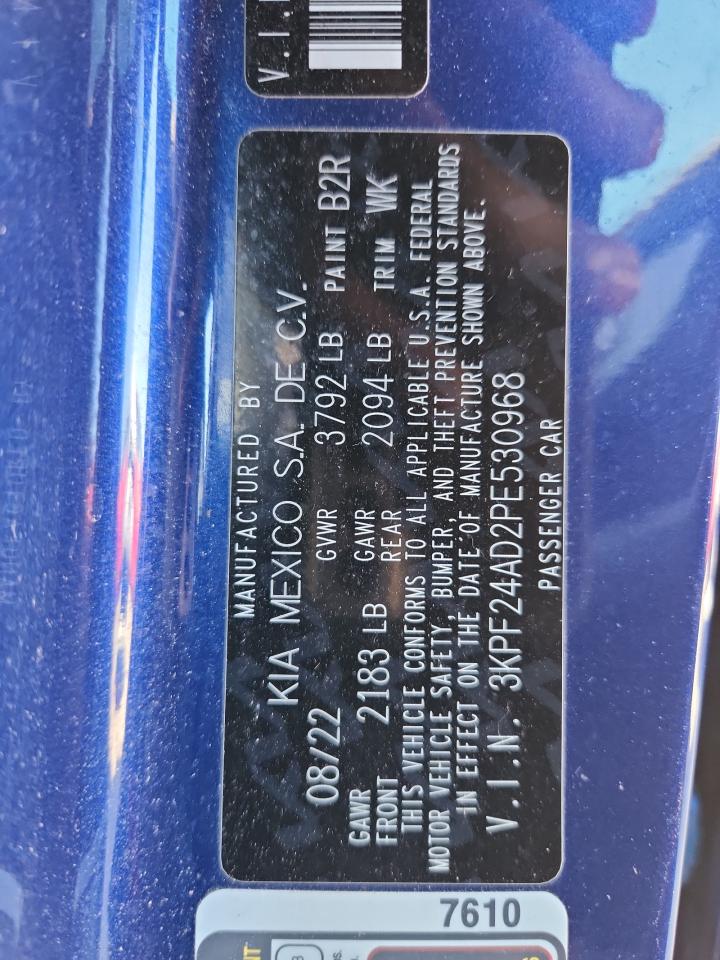 V.I.N
MANUFACTURED BY
KIA MEXICO S.A. DE C.V.
08/22 GVWR 3792 LB PAINT B2R
GAWR FRONT 2183 LB GAWR REAR 2094 LB TRIM WK
THIS VEHICLE CONFORMS TO ALL APPLICABLE U.S.A. FEDERAL
MOTOR VEHICLE SAFETY, BUMPER, AND THEFT PREVENTION STANDARDS
IN EFFECT ON THE DATE OF MANUFACTURE SHOWN ABOVE.
V.I.N. 3KPF24AD2PE530968
PASSENGER CAR
7610